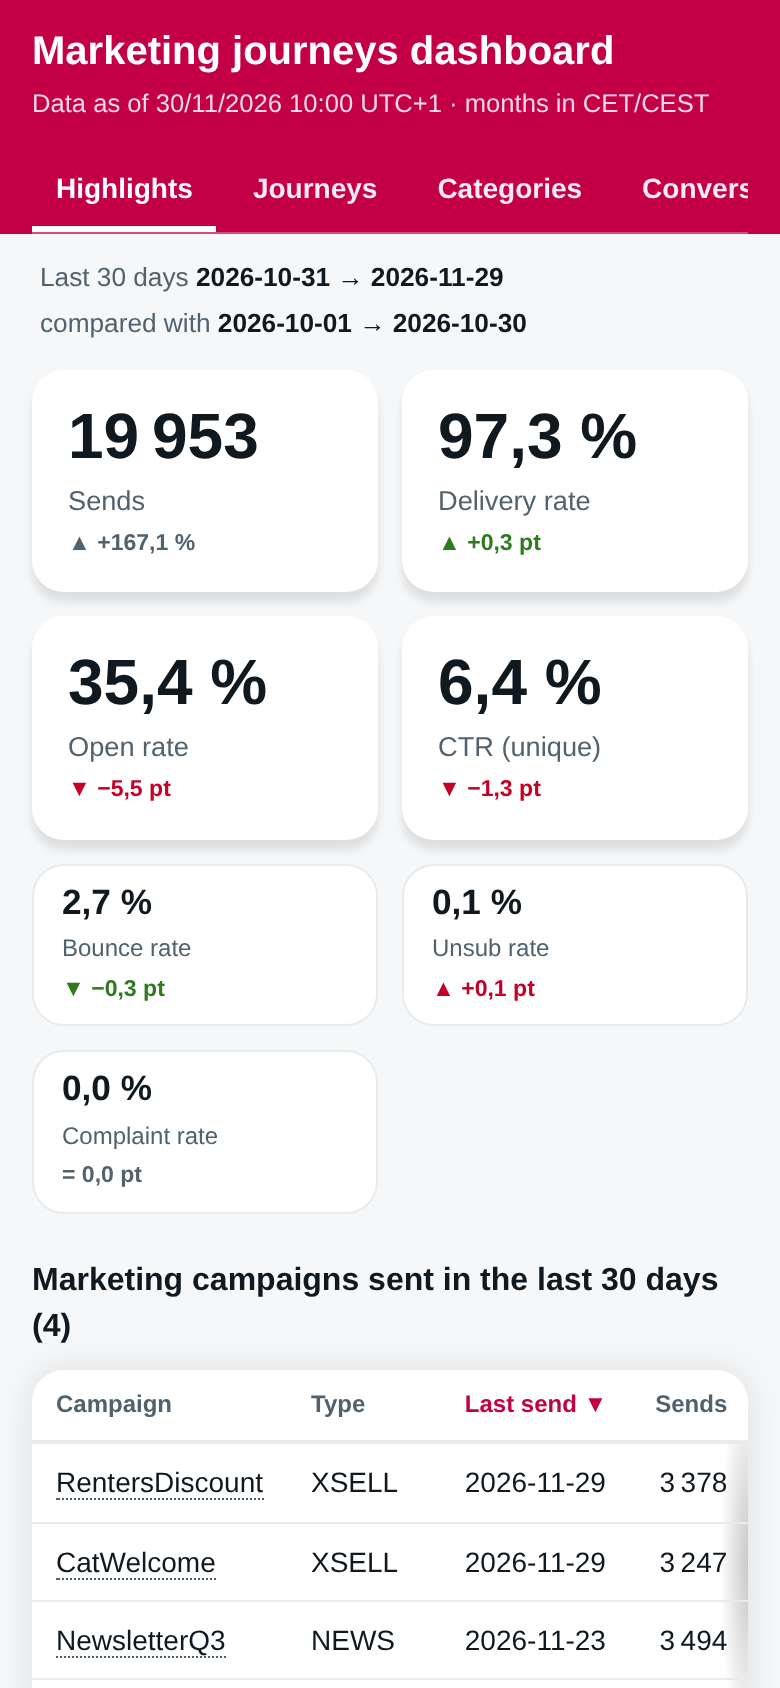 Marketing journeys dashboard
Data as of 30/11/2026 10:00 UTC+1 · months in CET/CEST
Highlights Journeys Categories Convers
Last 30 days 2026-10-31 → 2026-11-29
compared with 2026-10-01 → 2026-10-30
19 953
Sends
▲ +167,1 %
97,3 %
Delivery rate
▲ +0,3 pt
35,4 %
Open rate
▼ −5,5 pt
6,4 %
CTR (unique)
▼ −1,3 pt
2,7 %
Bounce rate
▼ −0,3 pt
0,1 %
Unsub rate
▲ +0,1 pt
0,0 %
Complaint rate
= 0,0 pt
Marketing campaigns sent in the last 30 days
(4)
Campaign Type Last send ▼ Sends
RentersDiscount XSELL 2026-11-29 3 378
CatWelcome XSELL 2026-11-29 3 247
NewsletterQ3 NEWS 2026-11-23 3 494